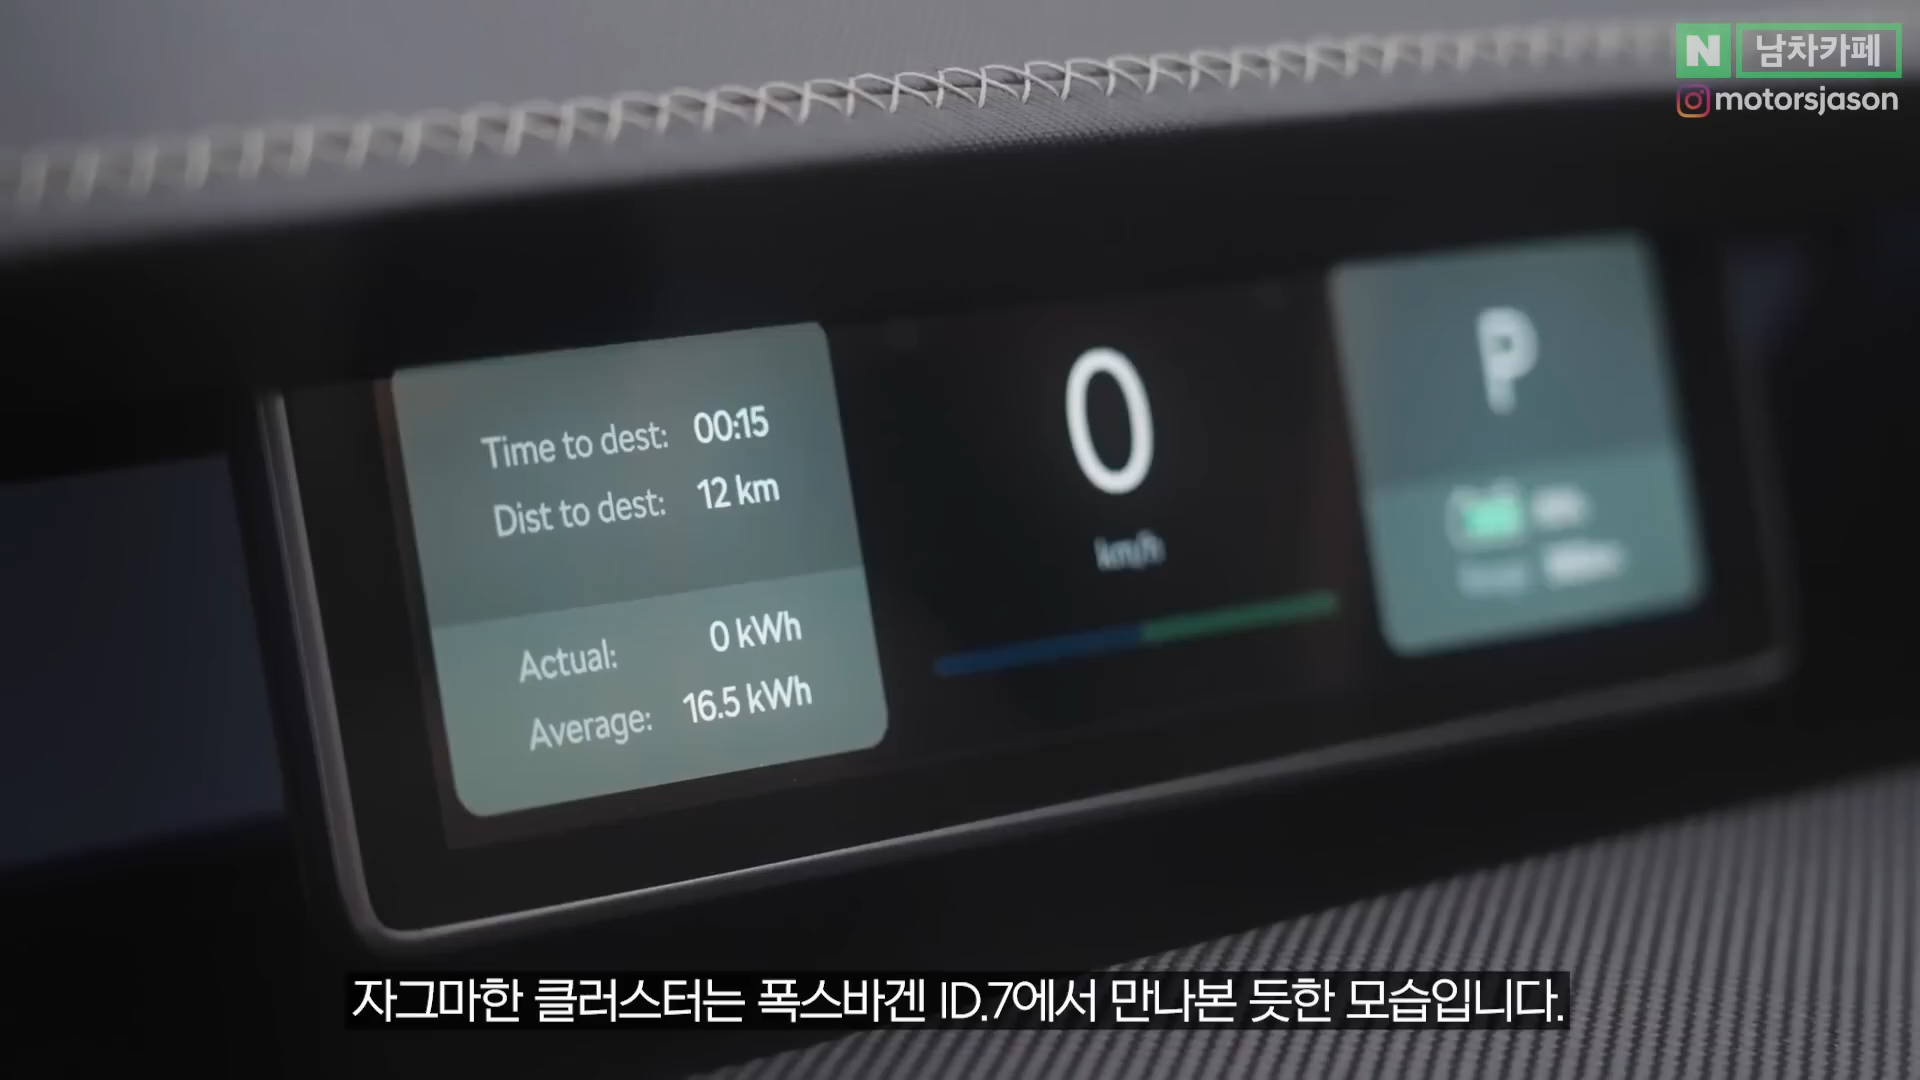 N 남차카페
motorsjason
Time to dest: 00:15
Dist to dest: 12 km
Actual: 0 kWh
Average: 16.5 kWh
0
km/h
P
자그마한 클러스터는 폭스바겐 ID.7에서 만나본 듯한 모습입니다.